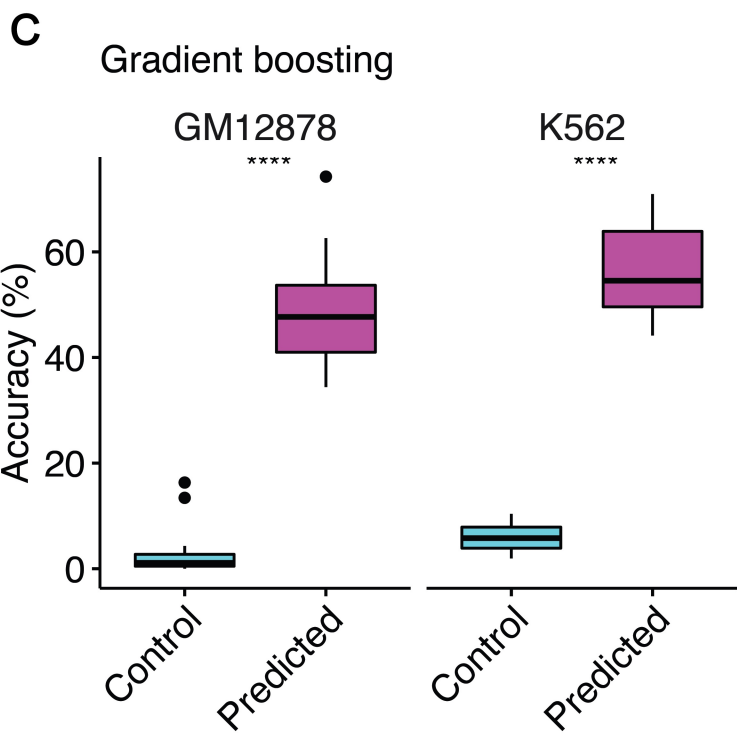 C
Gradient boosting
GM12878 K562
**** ****
Accuracy (%)
60
40
20
0
Control Predicted Control Predicted